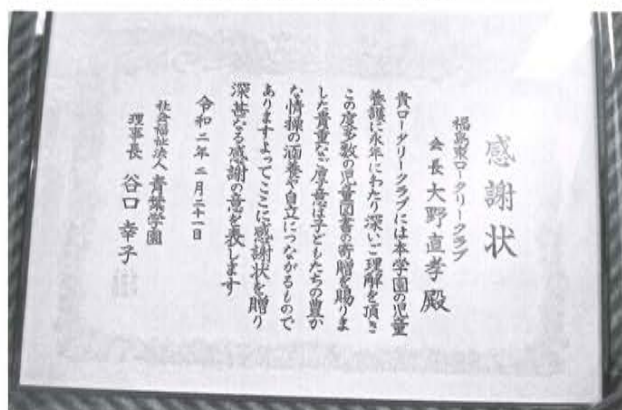 感謝状
福島東ロータリークラブ
会長 大野直孝 殿
貴ロータリークラブには本学園の児童
養護に永年にわたり深いご理解を頂き
この度多数の児童図書の寄贈を賜りま
した貴重なご厚意は子どもたちの豊か
な情操の涵養や自立につながるもので
ありますよってここに感謝状を贈り
深甚なる感謝の意を表します
令和二年二月二十一日
社会福祉法人 青葉学園
理事長 谷口 幸子